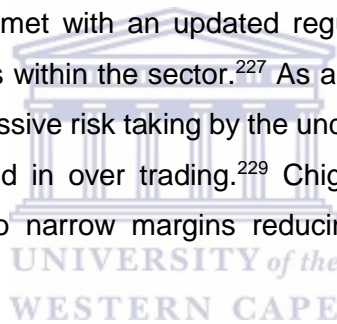 met with an updated regu
s within the sector.227 As a
ssive risk taking by the unc
d in over trading.229 Chig
o narrow margins reducin
UNIVERSITY of the
WESTERN CAPE